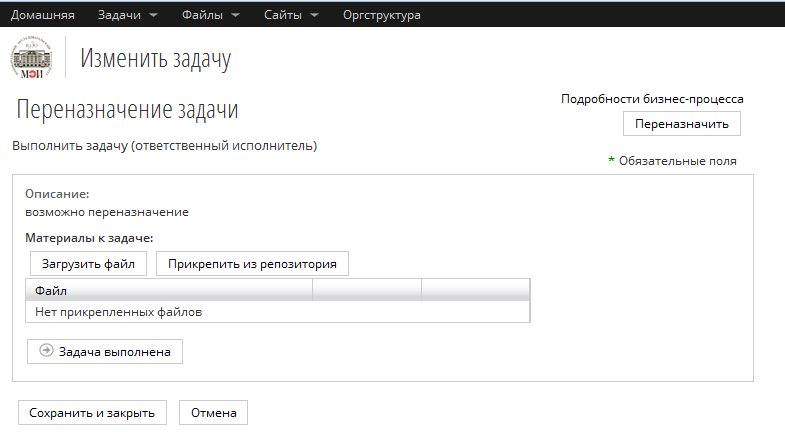 Домашняя Задачи Файлы Сайты Оргструктура
1930
МЭИ
Изменить задачу
Переназначение задачи
Подробности бизнес-процесса
Переназначить
Выполнить задачу (ответственный исполнитель)
* Обязательные поля
Описание:
возможно переназначение
Материалы к задаче:
Загрузить файл Прикрепить из репозитория
Файл
Нет прикрепленных файлов
Задача выполнена
Сохранить и закрыть Отмена